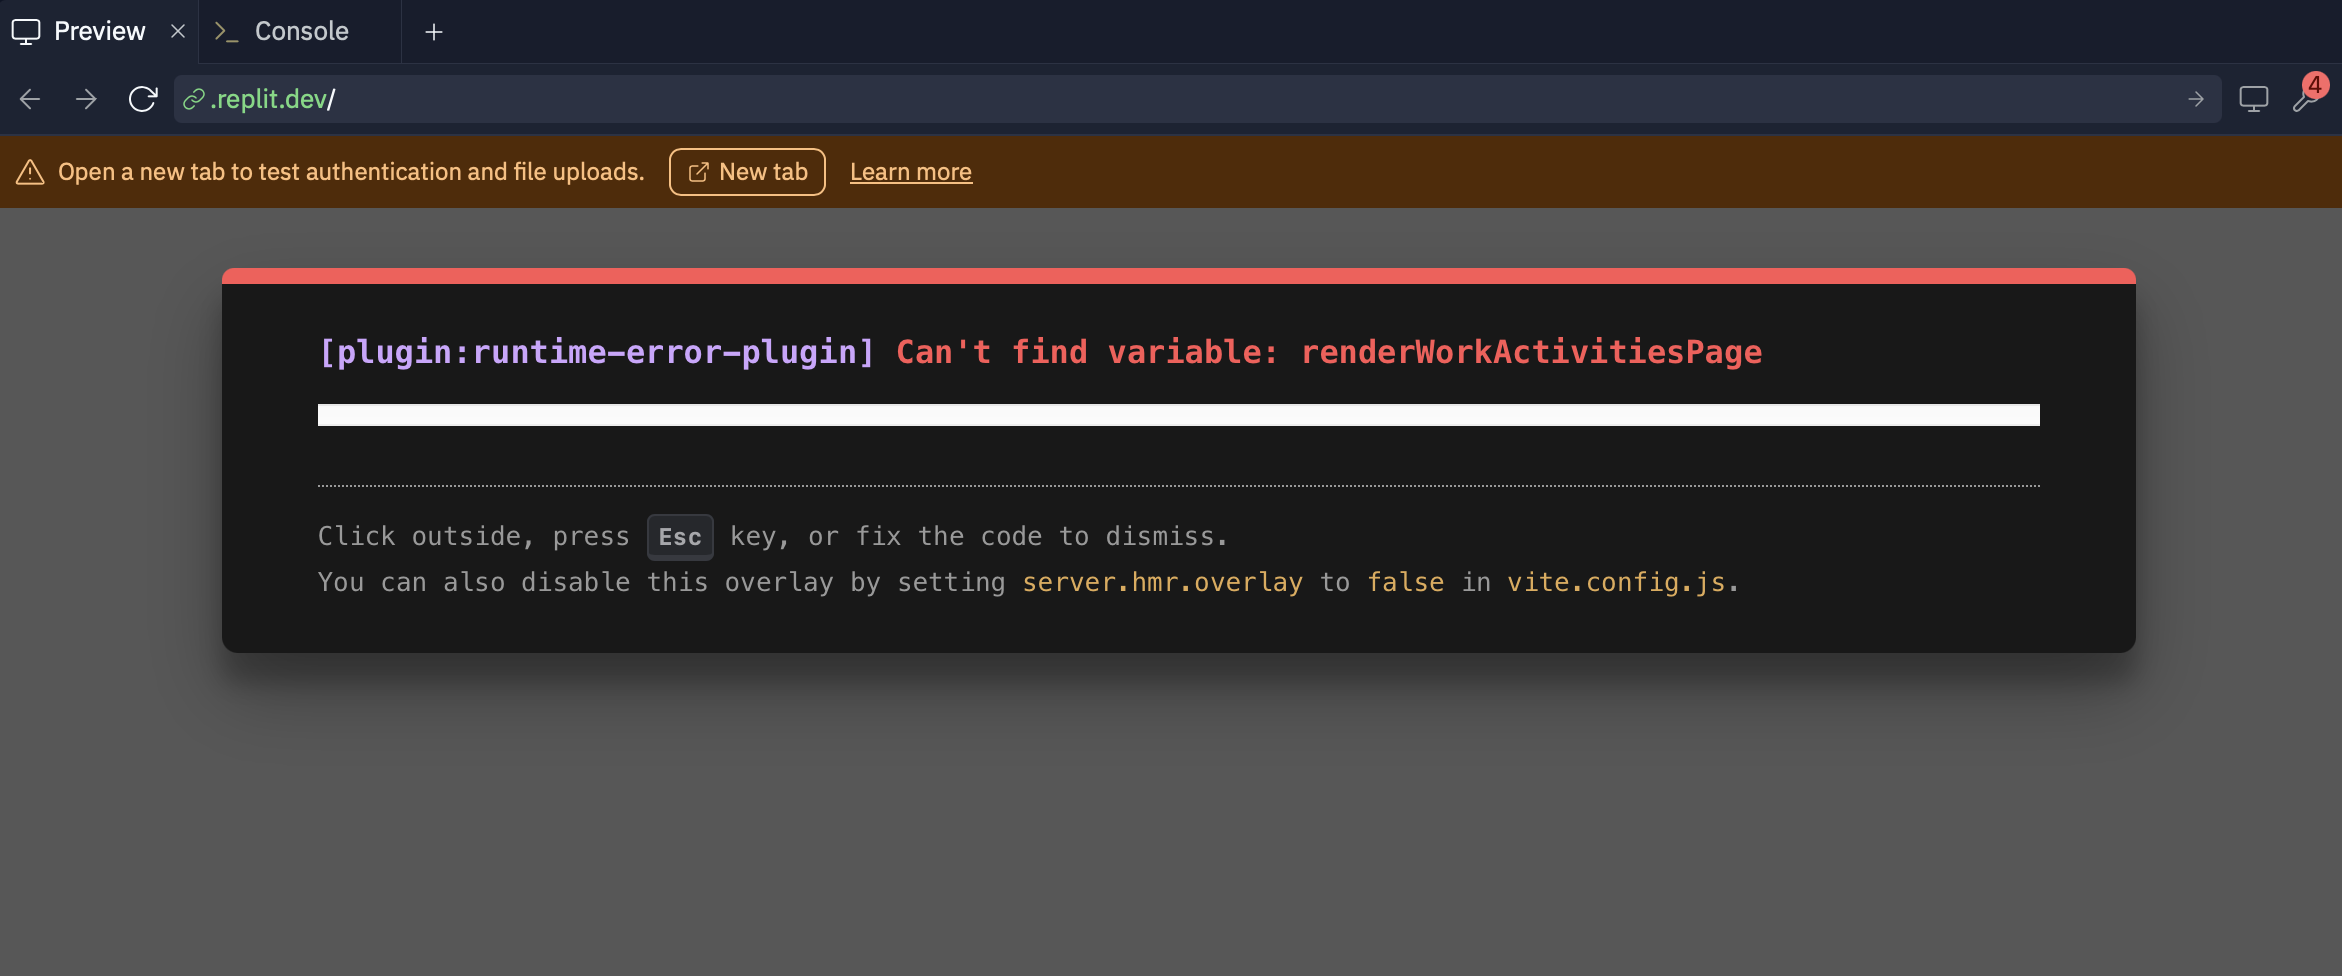 Preview
Console
.replit.dev/
4
Open a new tab to test authentication and file uploads. New tab Learn more
[plugin:runtime-error-plugin] Can't find variable: renderWorkActivitiesPage
Click outside, press Esc key, or fix the code to dismiss.
You can also disable this overlay by setting server.hmr.overlay to false in vite.config.js.